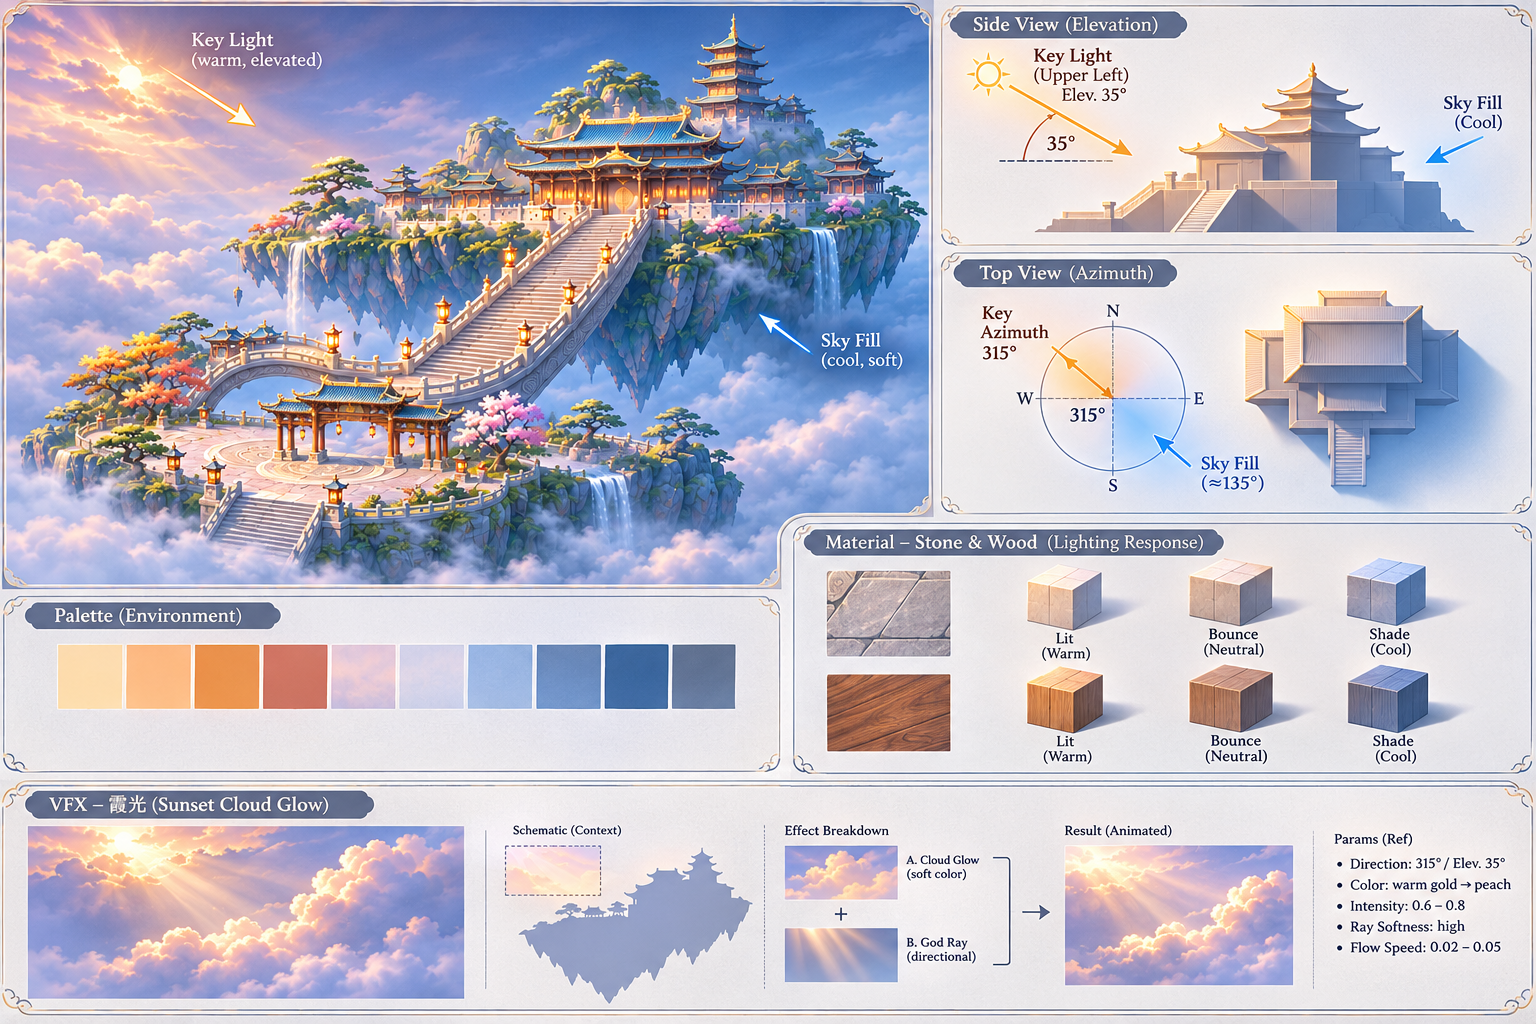 Key Light
(warm, elevated)
Sky Fill
(cool, soft)
Side View (Elevation)
Key Light
(Upper Left)
Elev. 35°
35°
Sky Fill
(Cool)
Top View (Azimuth)
Key
Azimuth
315°
N
W
E
S
315°
Sky Fill
(≈135°)
Material – Stone & Wood (Lighting Response)
Lit
(Warm)
Bounce
(Neutral)
Shade
(Cool)
Lit
(Warm)
Bounce
(Neutral)
Shade
(Cool)
Palette (Environment)
VFX – 霞光 (Sunset Cloud Glow)
Schematic (Context)
Effect Breakdown
A. Cloud Glow
(soft color)
+
B. God Ray
(directional)
Result (Animated)
Params (Ref)
• Direction: 315° / Elev. 35°
• Color: warm gold → peach
• Intensity: 0.6 – 0.8
• Ray Softness: high
• Flow Speed: 0.02 – 0.05